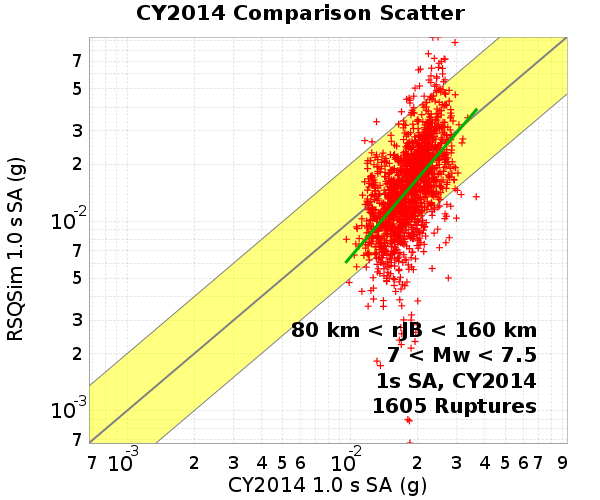 CY2014 Comparison Scatter
RSQSim 1.0 s SA (g)
7
5
3
2
10⁻²
7
5
3
2
10⁻³
7
80 km < rJB < 160 km
7 < Mw < 7.5
1s SA, CY2014
1605 Ruptures
7 10⁻³ 2 3 4 5 6 10⁻² 2 3 4 5 6 7 9
CY2014 1.0 s SA (g)